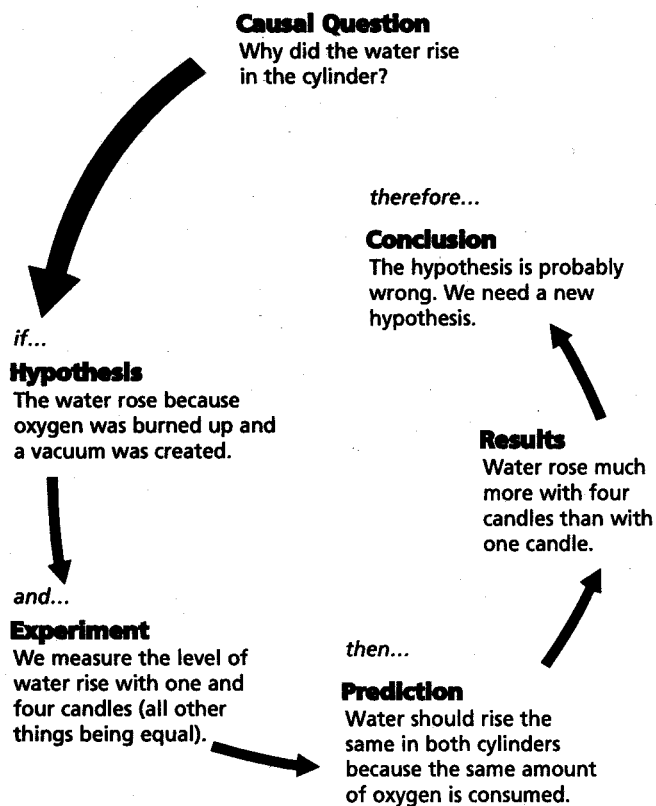 Causal Question
Why did the water rise
in the cylinder?
if...
Hypothesis
The water rose because
oxygen was burned up and
a vacuum was created.
and...
Experiment
We measure the level of
water rise with one and
four candles (all other
things being equal).
then...
Prediction
Water should rise the
same in both cylinders
because the same amount
of oxygen is consumed.
Results
Water rose much
more with four
candles than with
one candle.
therefore...
Conclusion
The hypothesis is probably
wrong. We need a new
hypothesis.